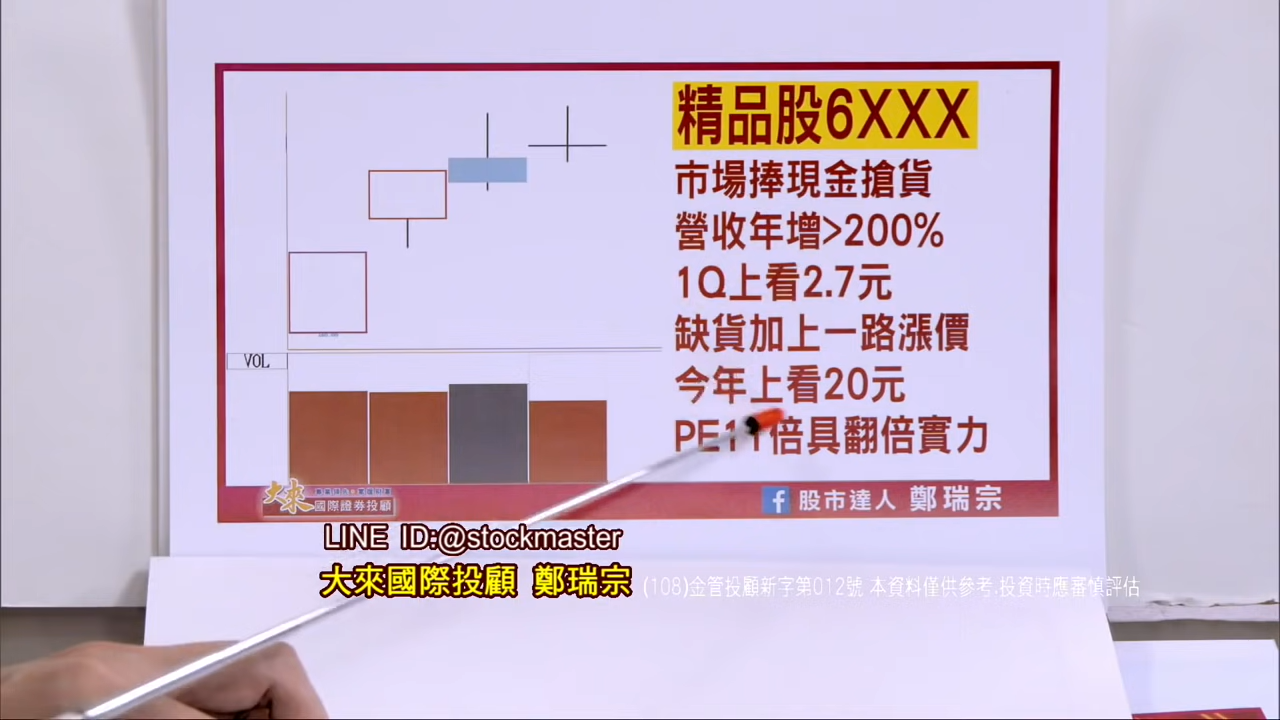 精品股6XXX
市場捧現金搶貨
營收年增>200%
1Q上看2.7元
缺貨加上一路漲價
今年上看20元
PE11倍具翻倍實力
VOL
大來
國際證券投顧
f 股市達人 鄭瑞宗
LINE ID:@stockmaster
大來國際投顧 鄭瑞宗
(108)金管投顧新字第012號 本資料僅供參考.投資時應審慎評估